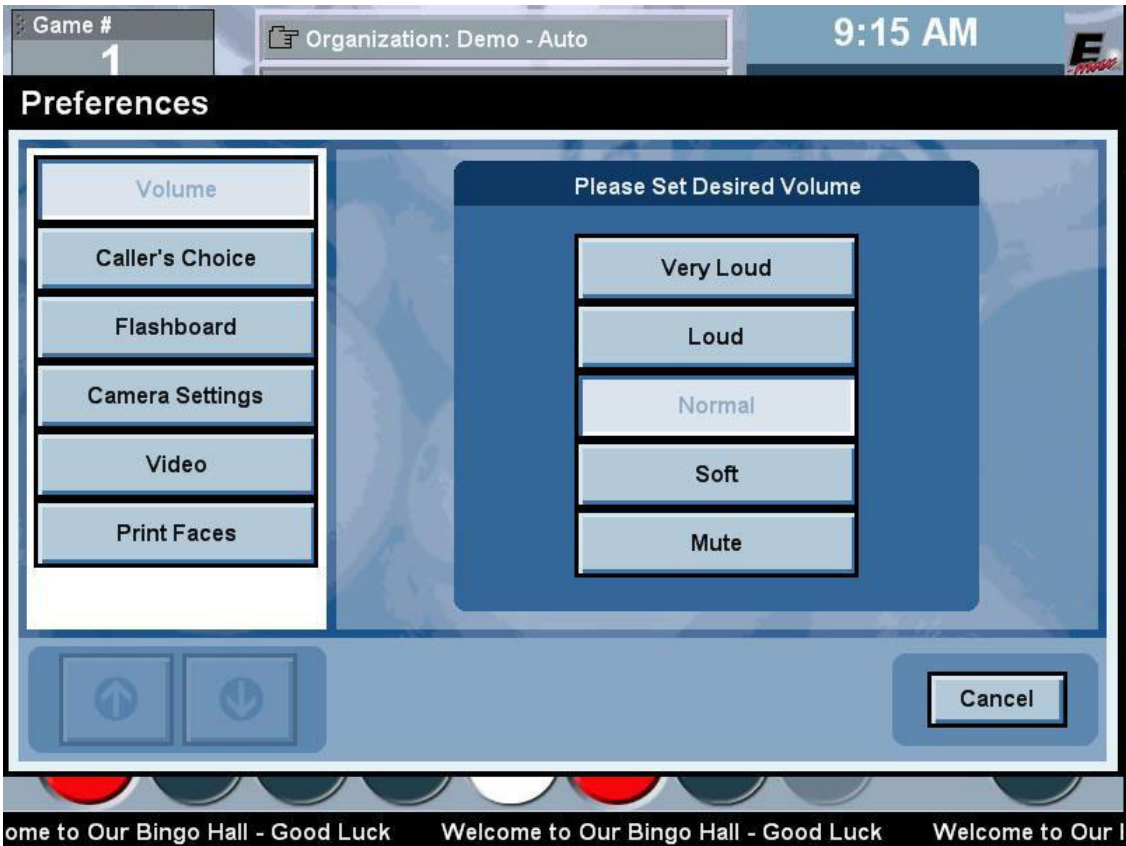 Game #
1
Organization: Demo - Auto
9:15 AM
E
-MAX
Preferences
Volume
Caller's Choice
Flashboard
Camera Settings
Video
Print Faces
Please Set Desired Volume
Very Loud
Loud
Normal
Soft
Mute
Cancel
ome to Our Bingo Hall - Good Luck Welcome to Our Bingo Hall - Good Luck Welcome to Our